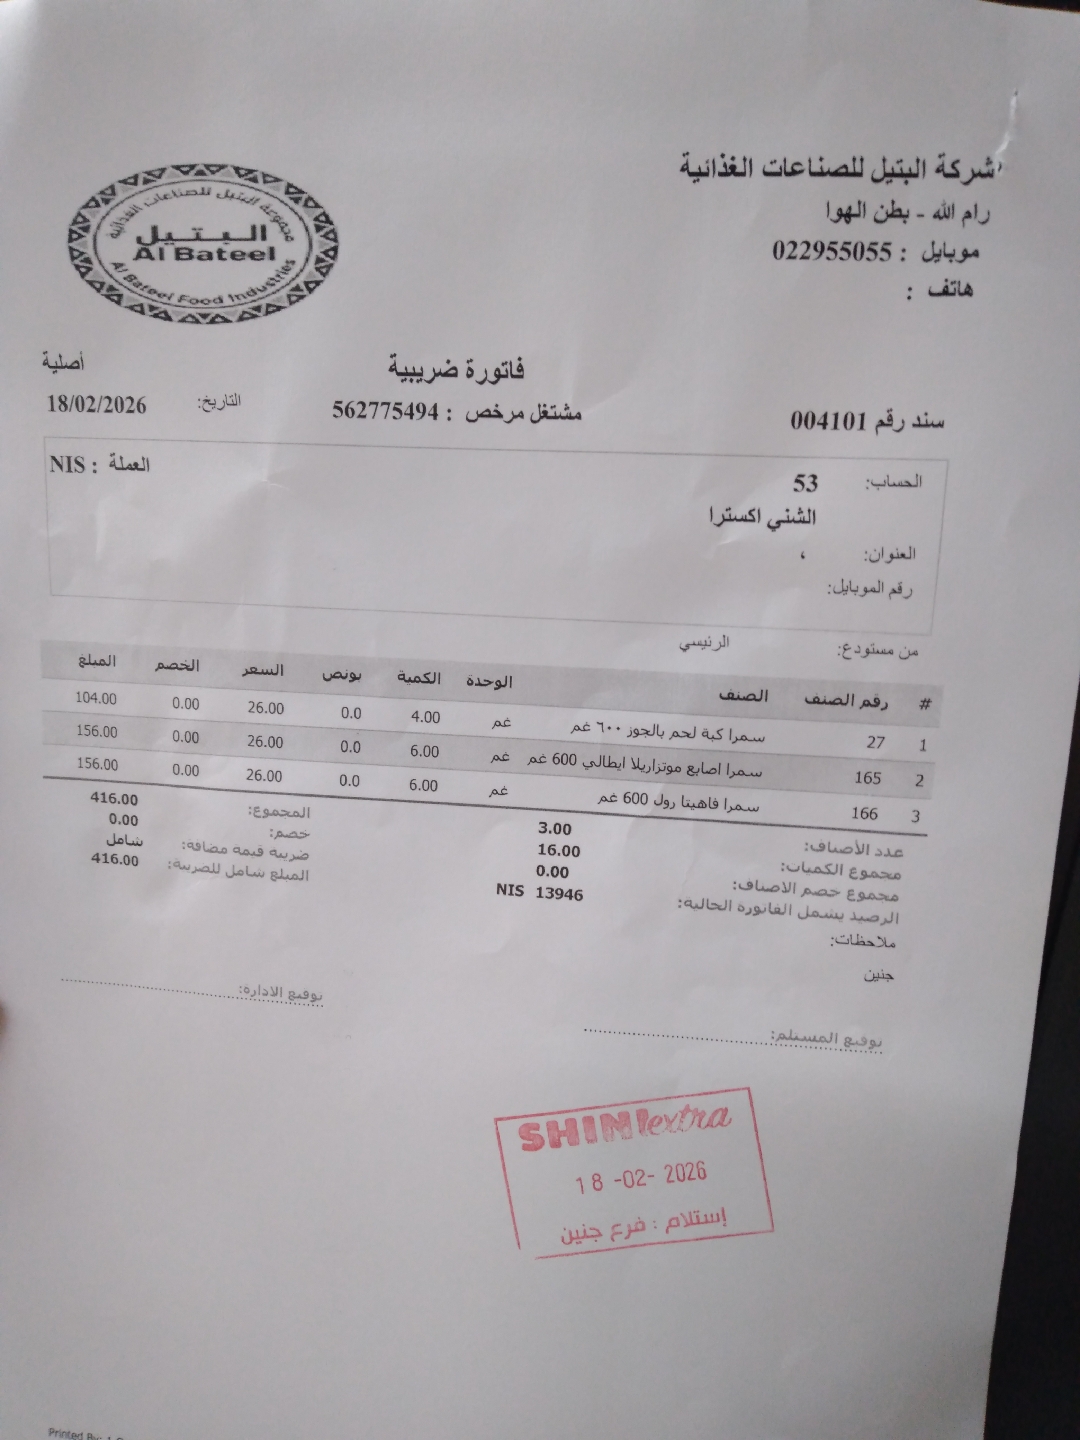 شركة البتيل للصناعات الغذائية
رام الله - بطن الهوا
موبايل : 022955055
هاتف :
مجموعة البتيل للصناعات الغذائية
البتيل
Al Bateel
Al Bateel Food Industries
فاتورة ضريبية
أصلية
سند رقم 004101
مشتغل مرخص : 562775494
التاريخ: 18/02/2026
الحساب: 53
العملة : NIS
الشني اكسترا
العنوان: ،
رقم الموبايل:
من مستودع: الرئيسي
# رقم الصنف الصنف الوحدة الكمية بونص السعر الخصم المبلغ
1 27 سمرا كبة لحم بالجوز ٦٠٠ غم غم 4.00 0.0 26.00 0.00 104.00
2 165 سمرا اصابع موتزاريلا ايطالي 600 غم غم 6.00 0.0 26.00 0.00 156.00
3 166 سمرا فاهيتا رول 600 غم غم 6.00 0.0 26.00 0.00 156.00
عدد الأصناف: 3.00
مجموع الكميات: 16.00
مجموع خصم الاصناف: 0.00
الرصيد يشمل الفاتورة الحالية: 13946 NIS
المجموع: 416.00
خصم: 0.00
ضريبة قيمة مضافة: شامل
المبلغ شامل للضريبة: 416.00
ملاحظات:
جنين
توقيع الادارة:
توقيع المستلم:
SHINI extra
18 -02- 2026
إستلام : فرع جنين
Printed By: